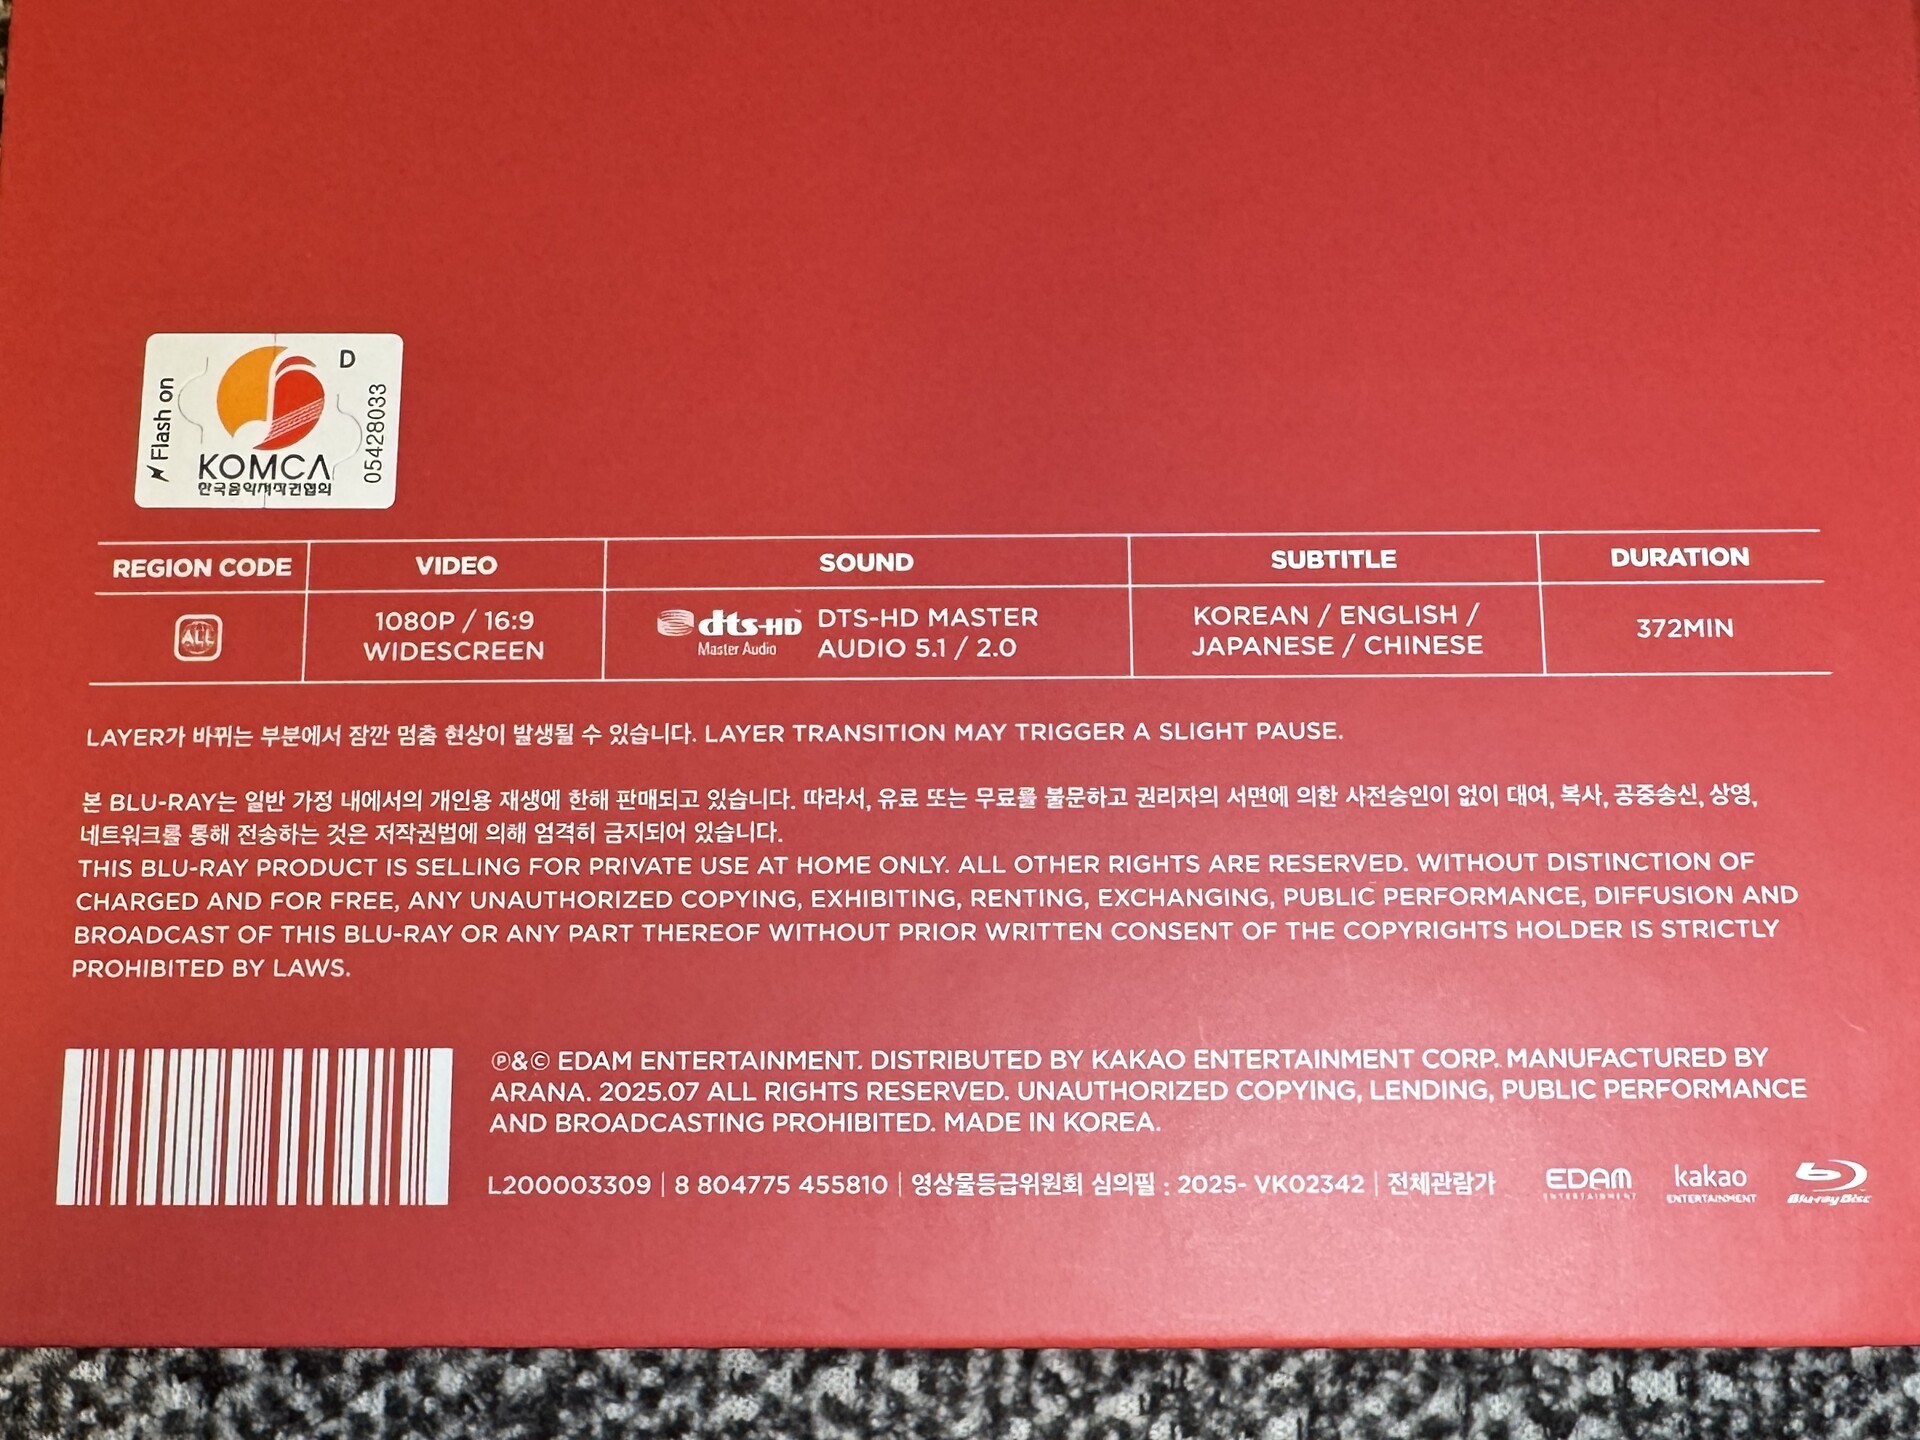 Flash on
D
05428033
KOMCA
한국음악저작권협회
REGION CODE
VIDEO
SOUND
SUBTITLE
DURATION
ALL
1080P / 16:9
WIDESCREEN
dts-HD
Master Audio
DTS-HD MASTER
AUDIO 5.1 / 2.0
KOREAN / ENGLISH /
JAPANESE / CHINESE
372MIN
LAYER가 바뀌는 부분에서 잠깐 멈춤 현상이 발생될 수 있습니다. LAYER TRANSITION MAY TRIGGER A SLIGHT PAUSE.
본 BLU-RAY는 일반 가정 내에서의 개인용 재생에 한해 판매되고 있습니다. 따라서, 유료 또는 무료를 불문하고 권리자의 서면에 의한 사전승인이 없이 대여, 복사, 공중송신, 상영,
네트워크를 통해 전송하는 것은 저작권법에 의해 엄격히 금지되어 있습니다.
THIS BLU-RAY PRODUCT IS SELLING FOR PRIVATE USE AT HOME ONLY. ALL OTHER RIGHTS ARE RESERVED. WITHOUT DISTINCTION OF
CHARGED AND FOR FREE, ANY UNAUTHORIZED COPYING, EXHIBITING, RENTING, EXCHANGING, PUBLIC PERFORMANCE, DIFFUSION AND
BROADCAST OF THIS BLU-RAY OR ANY PART THEREOF WITHOUT PRIOR WRITTEN CONSENT OF THE COPYRIGHTS HOLDER IS STRICTLY
PROHIBITED BY LAWS.
℗&© EDAM ENTERTAINMENT. DISTRIBUTED BY KAKAO ENTERTAINMENT CORP. MANUFACTURED BY
ARANA. 2025.07 ALL RIGHTS RESERVED. UNAUTHORIZED COPYING, LENDING, PUBLIC PERFORMANCE
AND BROADCASTING PROHIBITED. MADE IN KOREA.
L200003309 | 8 804775 455810 | 영상물등급위원회 심의필 : 2025- VK02342 | 전체관람가
EDAM
ENTERTAINMENT
kakao
ENTERTAINMENT
Blu-ray Disc